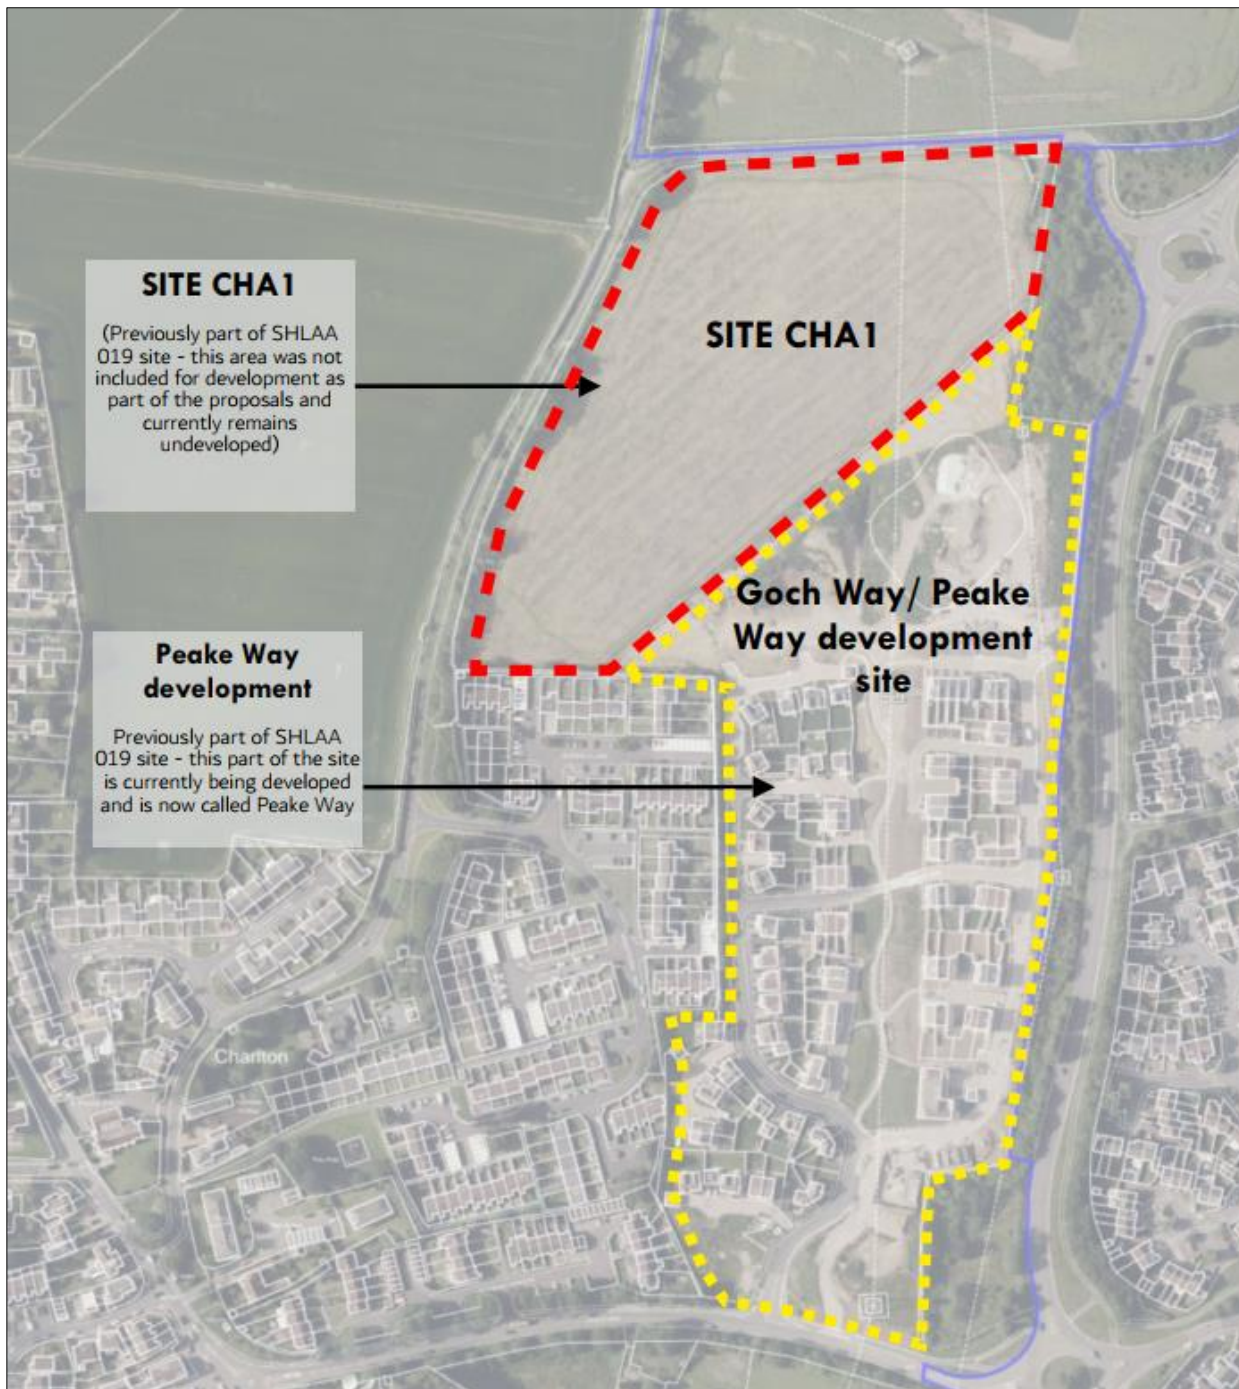 SITE CHA1
(Previously part of SHLAA
019 site - this area was not
included for development as
part of the proposals and
currently remains
undeveloped)
SITE CHA1
Goch Way/ Peake
Way development
site
Peake Way
development
Previously part of SHLAA
019 site - this part of the site
is currently being developed
and is now called Peake Way
Charlton